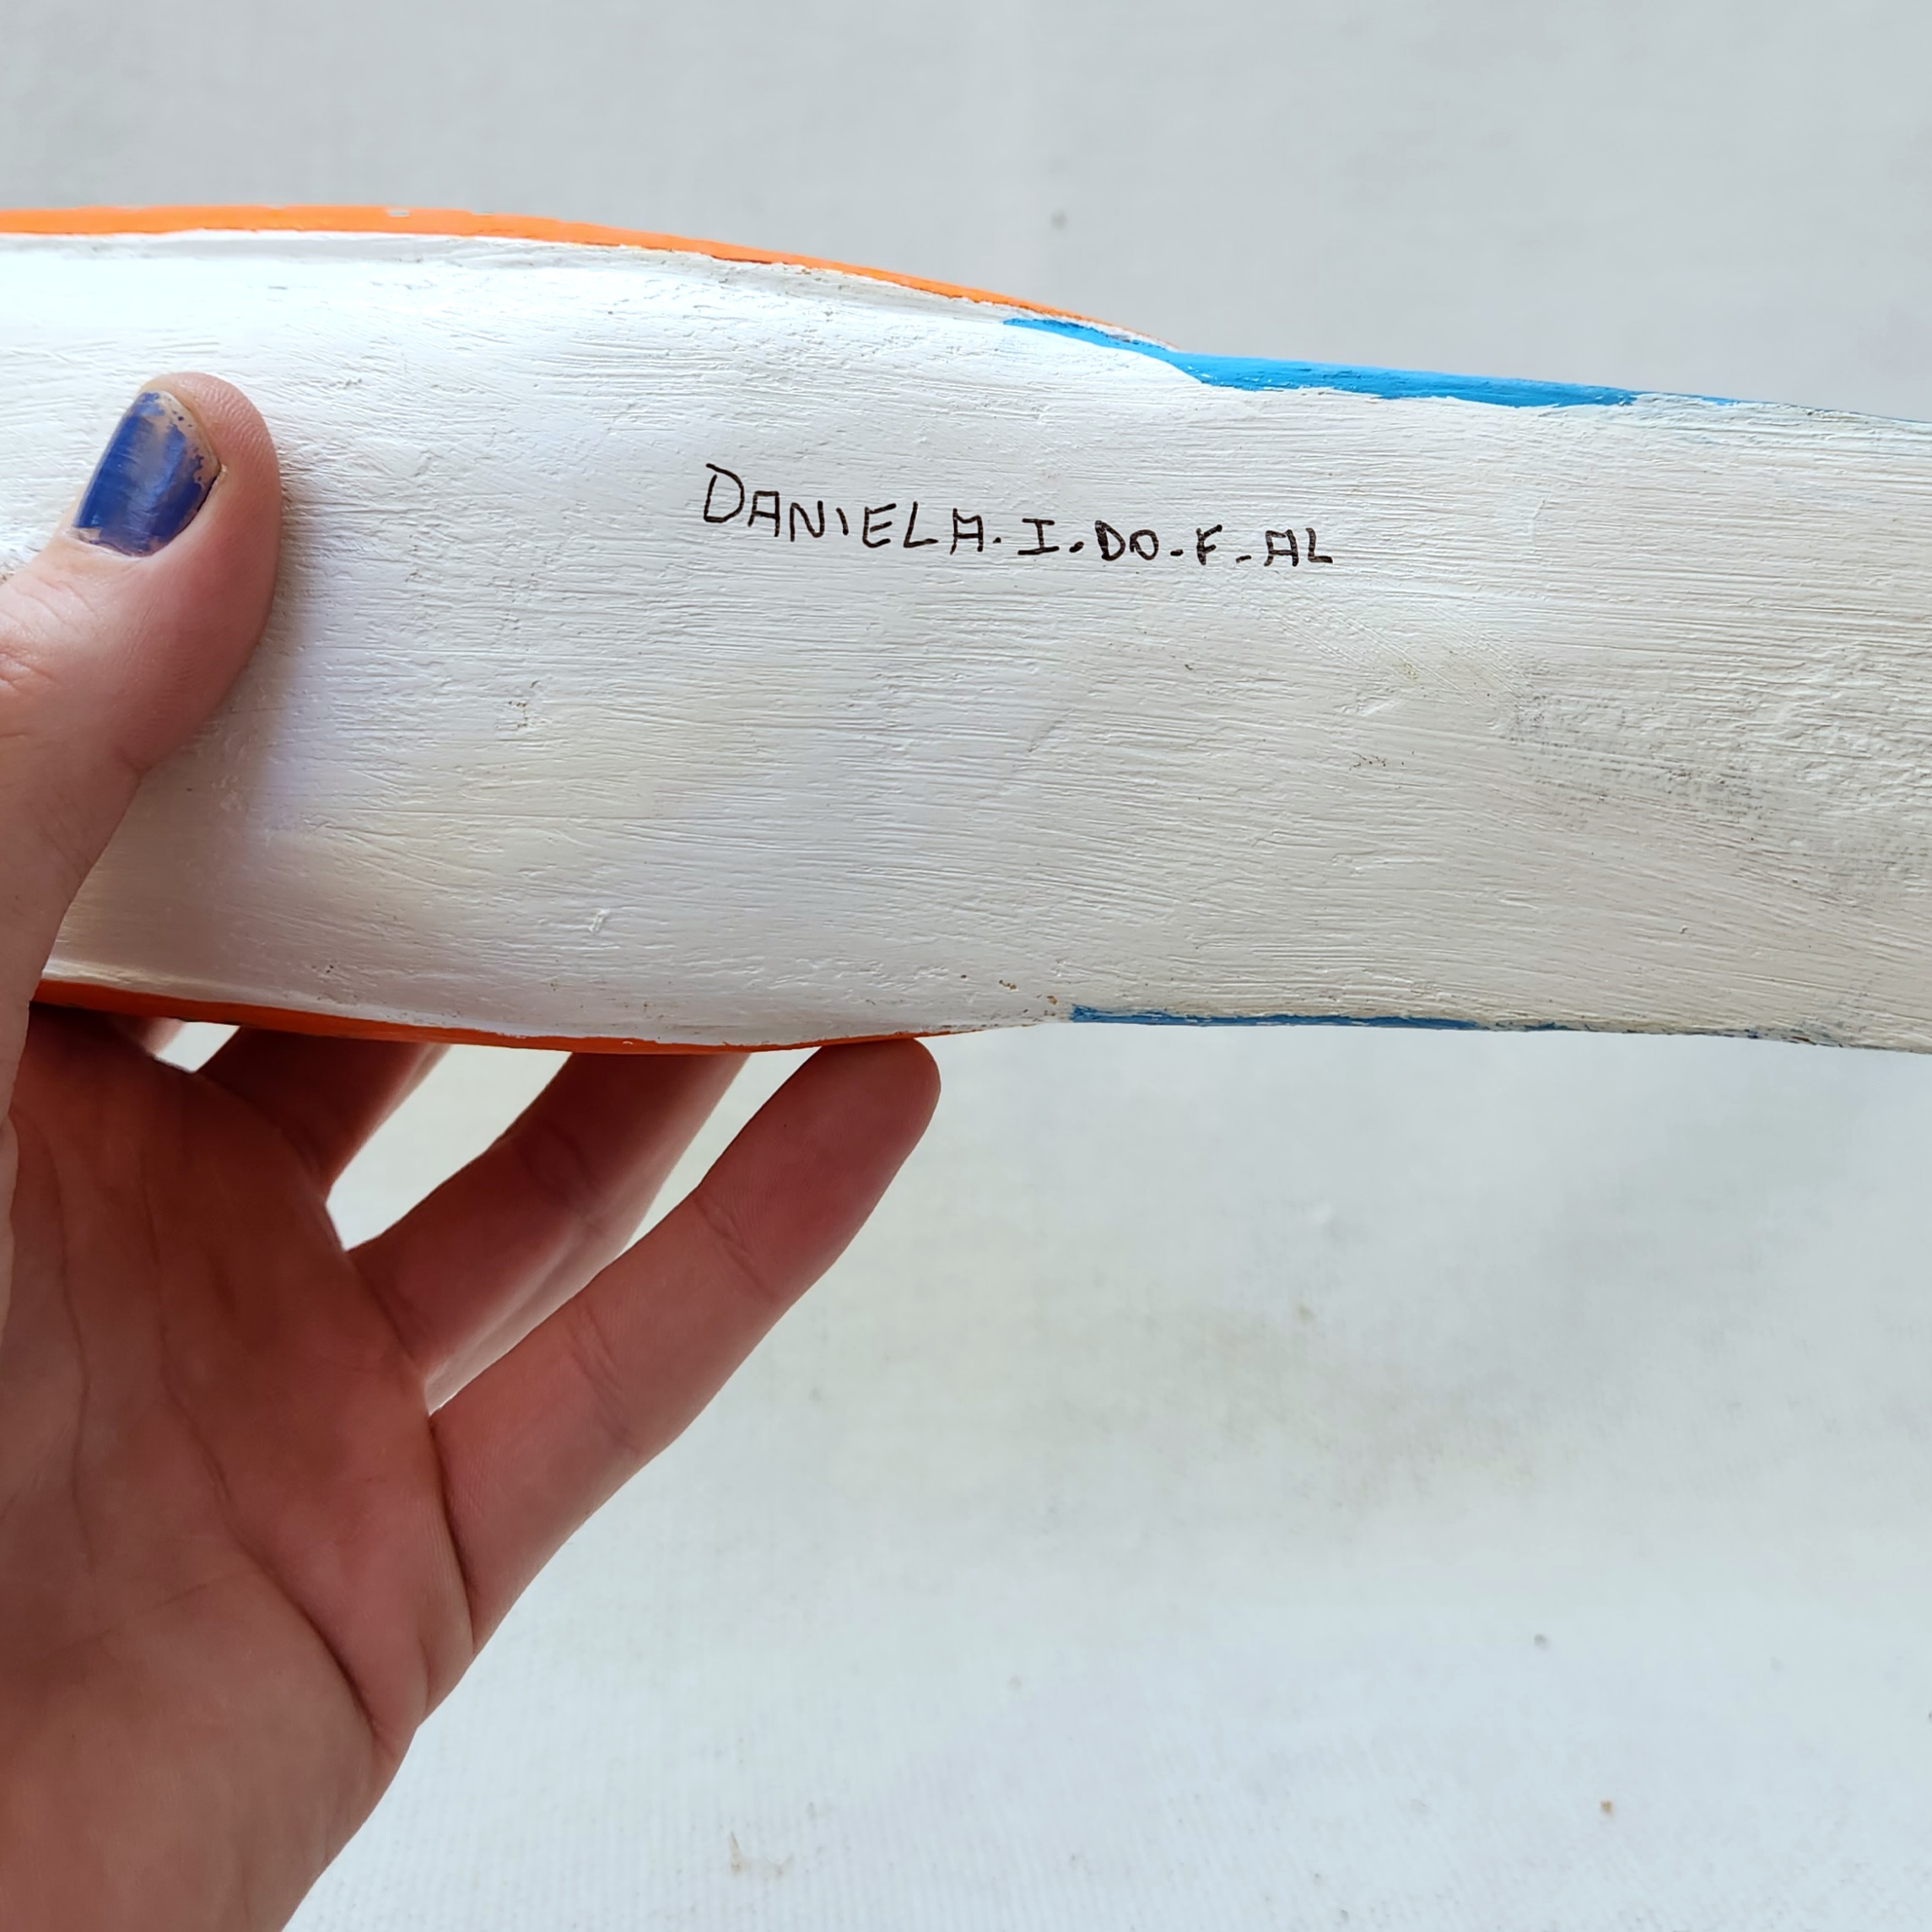 DANIELA. I. DO - F - AL